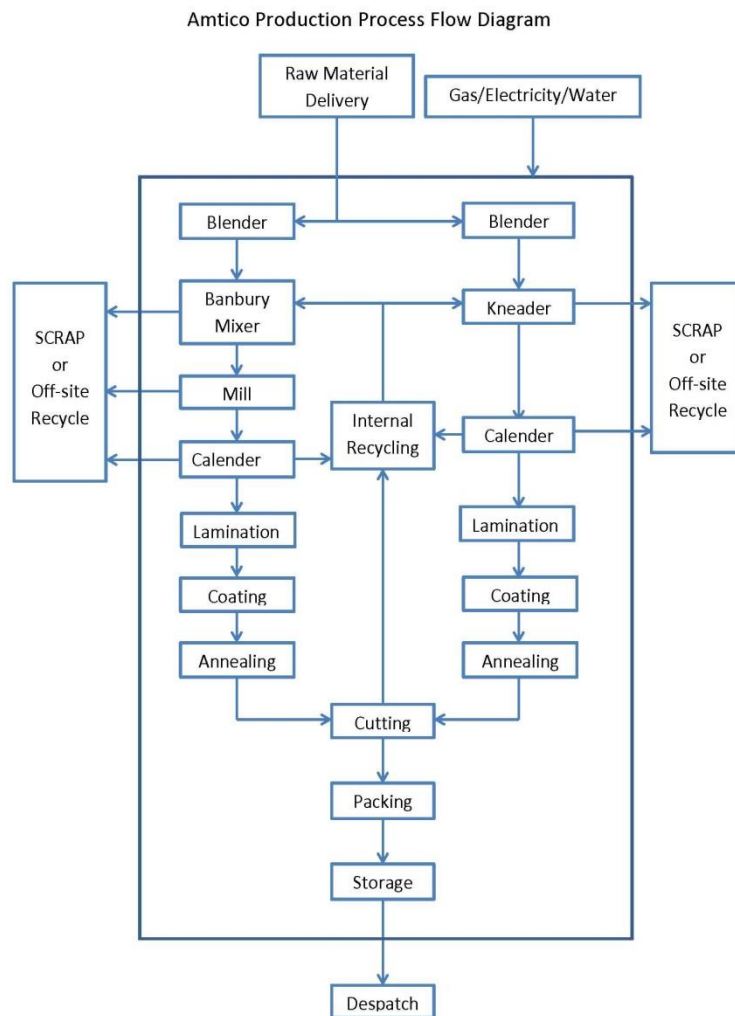 Amtico Production Process Flow Diagram
Raw Material
Delivery
Gas/Electricity/Water
Blender
Blender
Banbury
Mixer
Kneader
SCRAP
or
Off-site
Recycle
SCRAP
or
Off-site
Recycle
Mill
Internal
Recycling
Calender
Calender
Lamination
Lamination
Coating
Coating
Annealing
Annealing
Cutting
Packing
Storage
Despatch